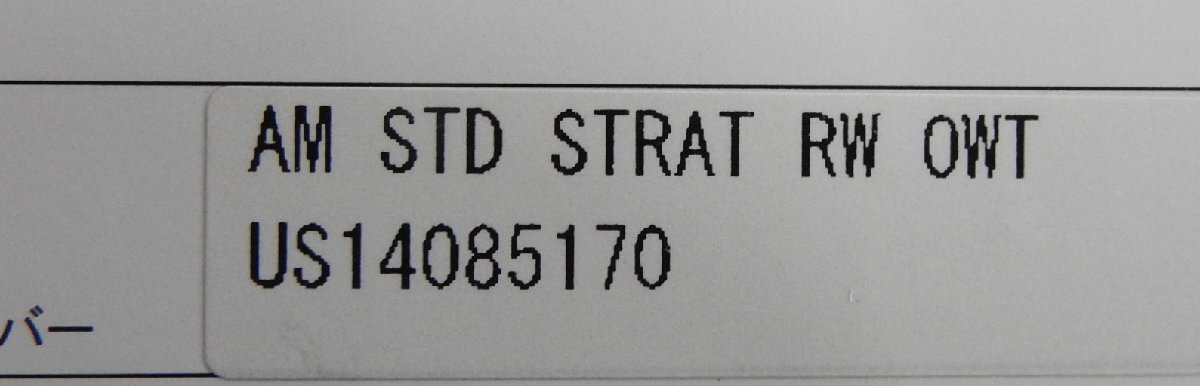 AM STD STRAT RW OWT
US14085170
バー